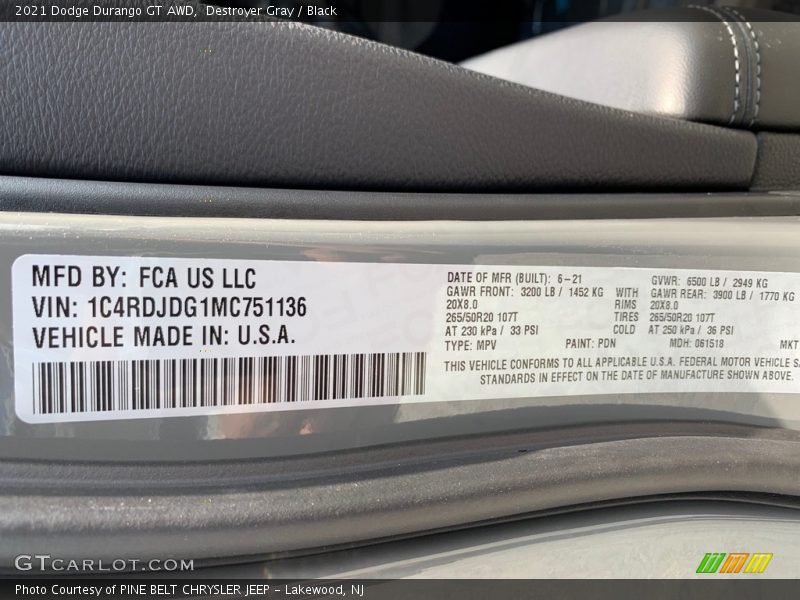 2021 Dodge Durango GT AWD, Destroyer Gray / Black
MFD BY: FCA US LLC
VIN: 1C4RDJDG1MC751136
VEHICLE MADE IN: U.S.A.
DATE OF MFR (BUILT): 6-21 GVWR: 6500 LB / 2949 KG
GAWR FRONT: 3200 LB / 1452 KG WITH GAWR REAR: 3900 LB / 1770 KG
20X8.0 RIMS 20X8.0
265/50R20 107T TIRES 265/50R20 107T
AT 230 kPa / 33 PSI COLD AT 250 kPa / 36 PSI
TYPE: MPV PAINT: PDN MDH: 061518 MKT
THIS VEHICLE CONFORMS TO ALL APPLICABLE U.S.A. FEDERAL MOTOR VEHICLE SA
STANDARDS IN EFFECT ON THE DATE OF MANUFACTURE SHOWN ABOVE.
GTCARLOT.COM
Photo Courtesy of PINE BELT CHRYSLER JEEP - Lakewood, NJ